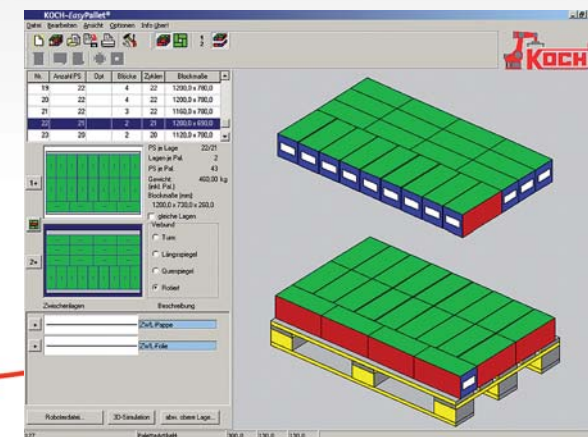 KOCH-EasyPallet®
Datei Bearbeiten Ansicht Optionen Info über!
KOCH
1
2
Nr. Anzahl PS Opt Blöcke Zyklen Blockmaße
19 22 4 22 1200,0 x 780,0
20 22 4 22 1200,0 x 780,0
21 22 3 22 1160,0 x 780,0
22 21 2 21 1200,0 x 690,0
23 20 2 20 1120,0 x 780,0
PS je Lage 22/21
Lagen je Pal. 2
PS je Pal. 43
Gewicht 460,00 kg
(inkl. Pal.)
Blockmaße (mm)
1200,0 x 730,0 x 260,0
gleiche Lagen
Verbund
Turm
Längsspiegel
Querspiegel
Rotiert
1+
2+
Zwischenlagen Beschreibung
+ ZWL-Pappe
+ ZWL-Folie
Roboterdatei... 3D-Simulation abw. obere Lage...